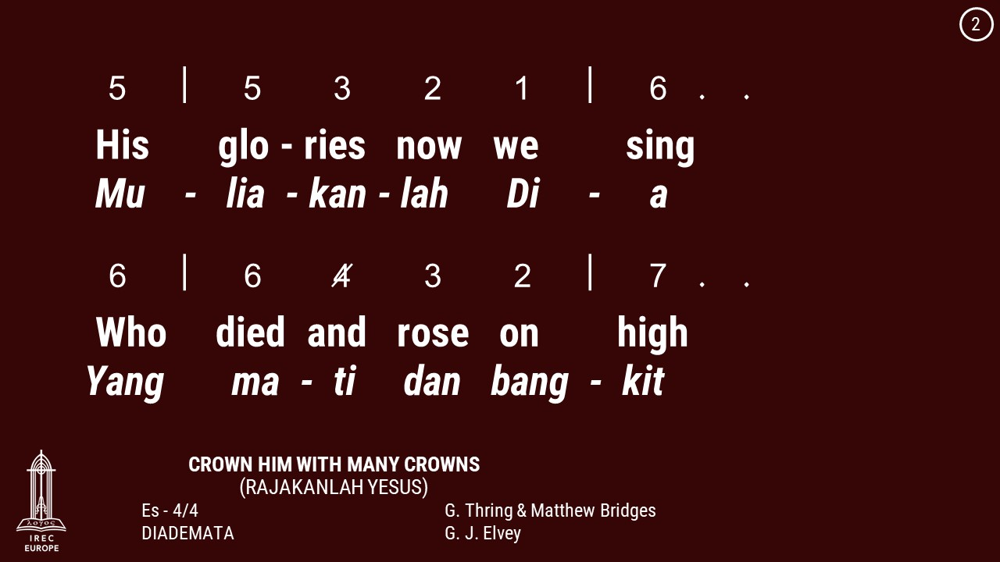 2
5 | 5 3 2 1 | 6 . .
His glo - ries now we sing
Mu - lia - kan - lah Di - a
6 | 6 4̸ 3 2 | 7 . .
Who died and rose on high
Yang ma - ti dan bang - kit
CROWN HIM WITH MANY CROWNS
(RAJAKANLAH YESUS)
Es - 4/4 G. Thring & Matthew Bridges
DIADEMATA G. J. Elvey
λογος
IREC
EUROPE